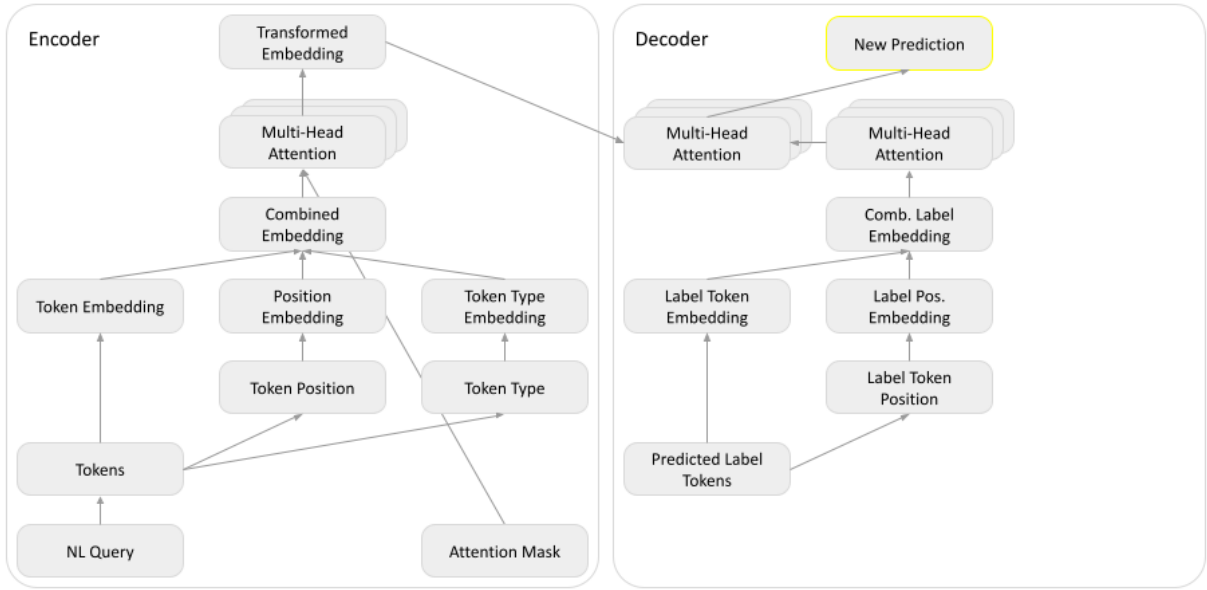 Encoder
Transformed
Embedding
Multi-Head
Attention
Combined
Embedding
Token Embedding
Position
Embedding
Token Type
Embedding
Token Position
Token Type
Tokens
NL Query
Attention Mask
Decoder
New Prediction
Multi-Head
Attention
Multi-Head
Attention
Comb. Label
Embedding
Label Token
Embedding
Label Pos.
Embedding
Label Token
Position
Predicted Label
Tokens